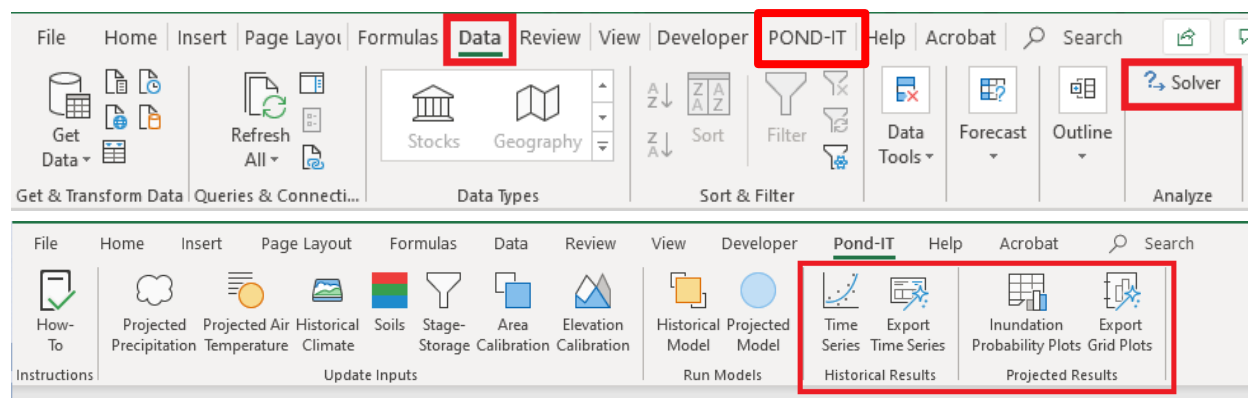 File Home Insert Page Layou Formulas Data Review View Developer POND-IT Help Acrobat Search
Get
Data
Refresh
All
Stocks Geography
A
Z
Z
A
Z A
A Z
Sort
Filter
Data
Tools
Forecast
Outline
Solver
Get & Transform Data Queries & Connecti... Data Types Sort & Filter Analyze
File Home Insert Page Layout Formulas Data Review View Developer Pond-IT Help Acrobat Search
How-
To
Projected
Precipitation
Projected Air
Temperature
Historical
Climate
Soils
Stage-
Storage
Area
Calibration
Elevation
Calibration
Historical
Model
Projected
Model
Time
Series
Export
Time Series
Inundation
Probability Plots
Export
Grid Plots
Instructions Update Inputs Run Models Historical Results Projected Results